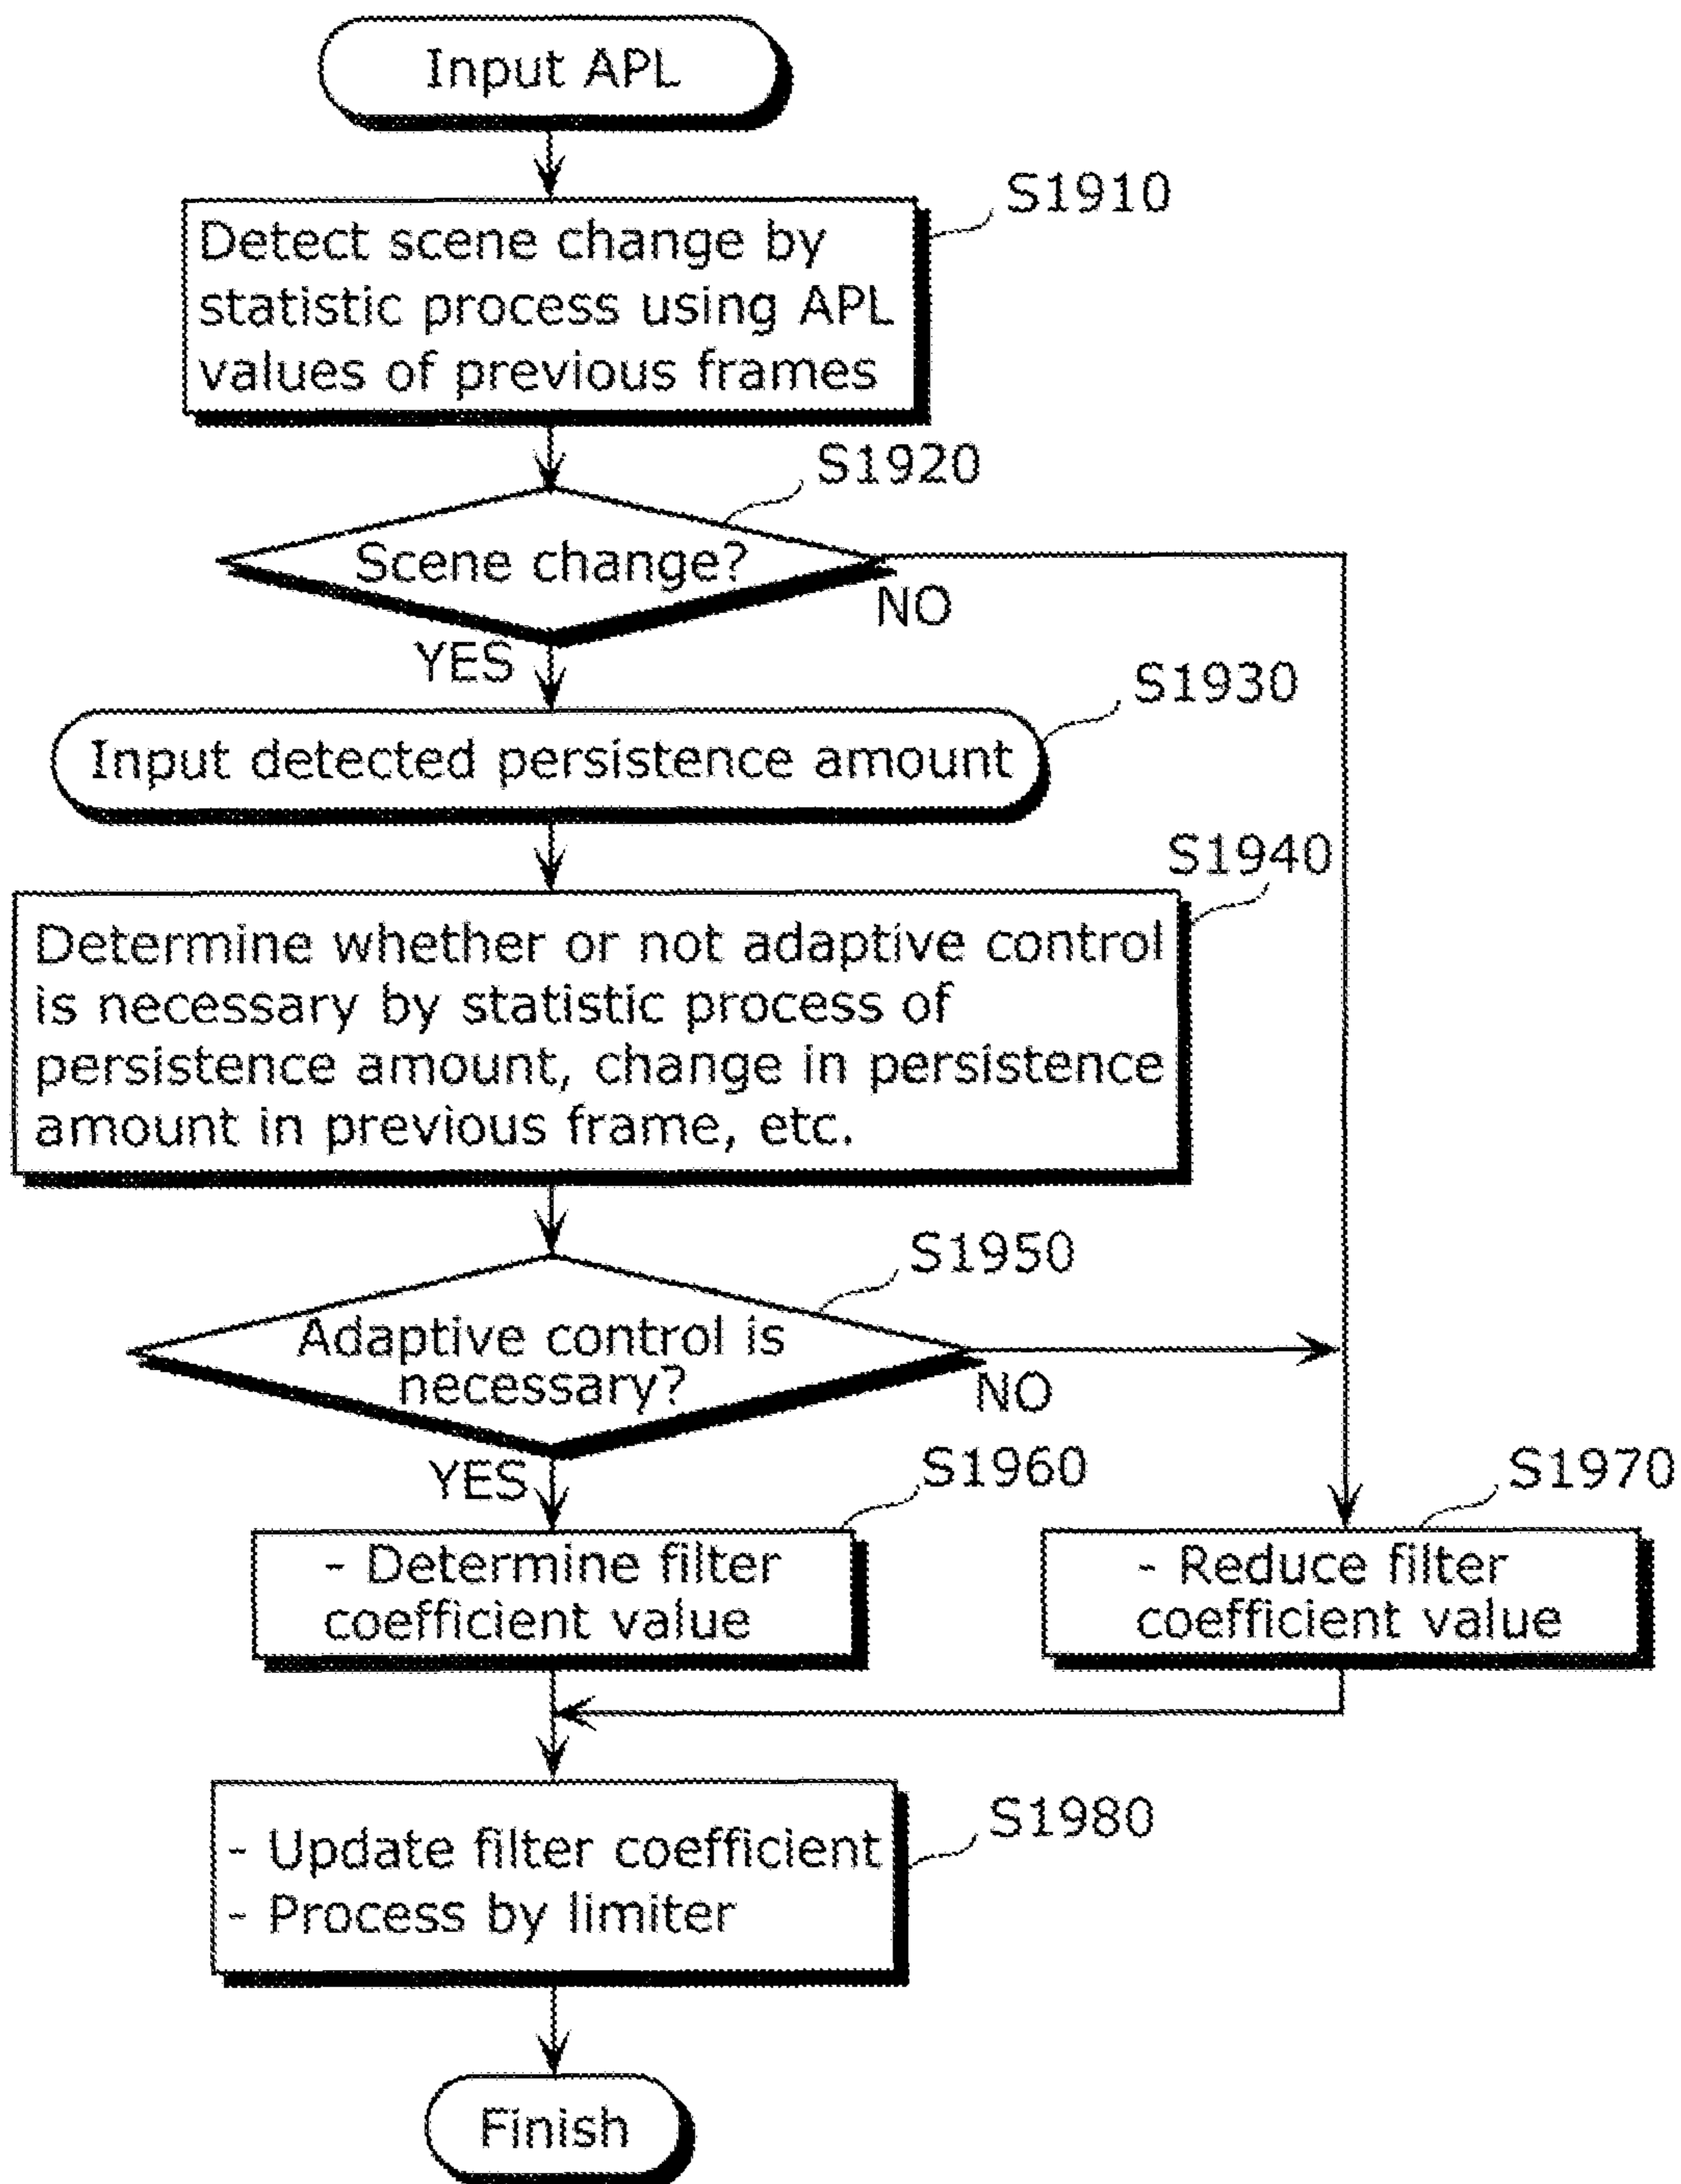 Input APL
S1910
Detect scene change by
statistic process using APL
values of previous frames
S1920
Scene change?
NO
YES
S1930
Input detected persistence amount
S1940
Determine whether or not adaptive control
is necessary by statistic process of
persistence amount, change in persistence
amount in previous frame, etc.
S1950
Adaptive control is
necessary?
NO
YES
S1960
- Determine filter
coefficient value
S1970
- Reduce filter
coefficient value
S1980
- Update filter coefficient
- Process by limiter
Finish